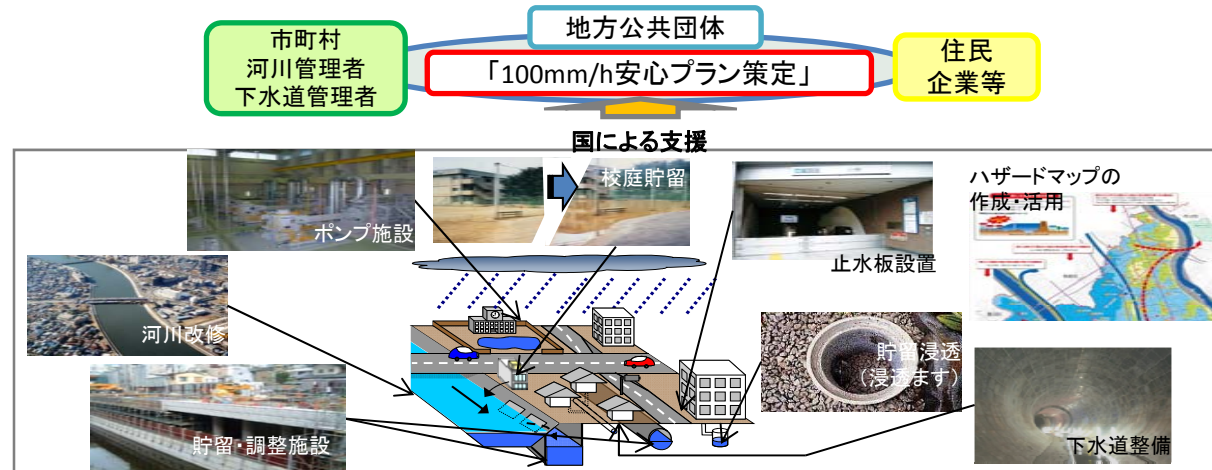 市町村
河川管理者
下水道管理者
地方公共団体
「100mm/h安心プラン策定」
住民
企業等
国による支援
ポンプ施設
校庭貯留
止水板設置
ハザードマップの
作成・活用
河川改修
貯留浸透
（浸透ます）
貯留・調整施設
下水道整備